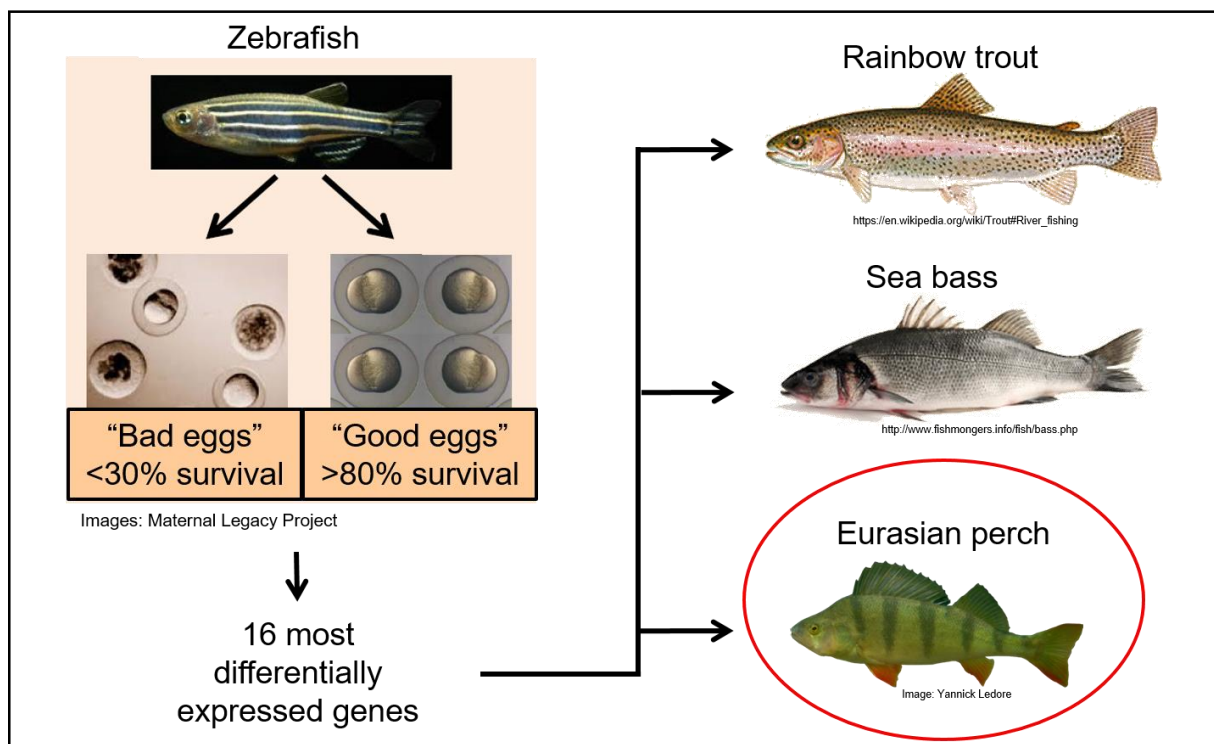 Zebrafish
“Bad eggs”
<30% survival
“Good eggs”
>80% survival
Images: Maternal Legacy Project
16 most
differentially
expressed genes
Rainbow trout
https://en.wikipedia.org/wiki/Trout#River_fishing
Sea bass
http://www.fishmongers.info/fish/bass.php
Eurasian perch
Image: Yannick Ledore